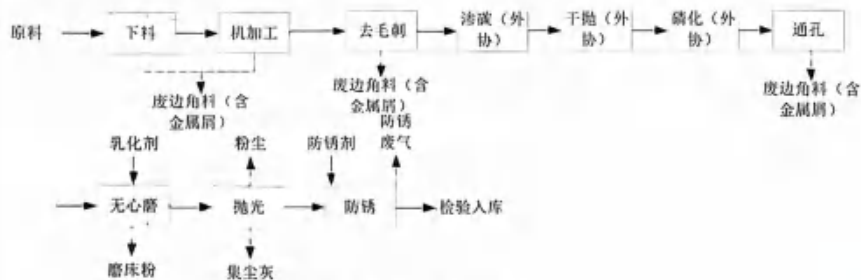 原料
下料
机加工
去毛刺
渗碳（外
协）
干抛（外
协）
磷化（外
协）
通孔
废边角料（含
金属屑）
废边角料（含
金属屑）
废边角料（含
金属屑）
乳化剂
粉尘
防锈剂
防锈
废气
无心磨
抛光
防锈
检验入库
磨床粉
集尘灰